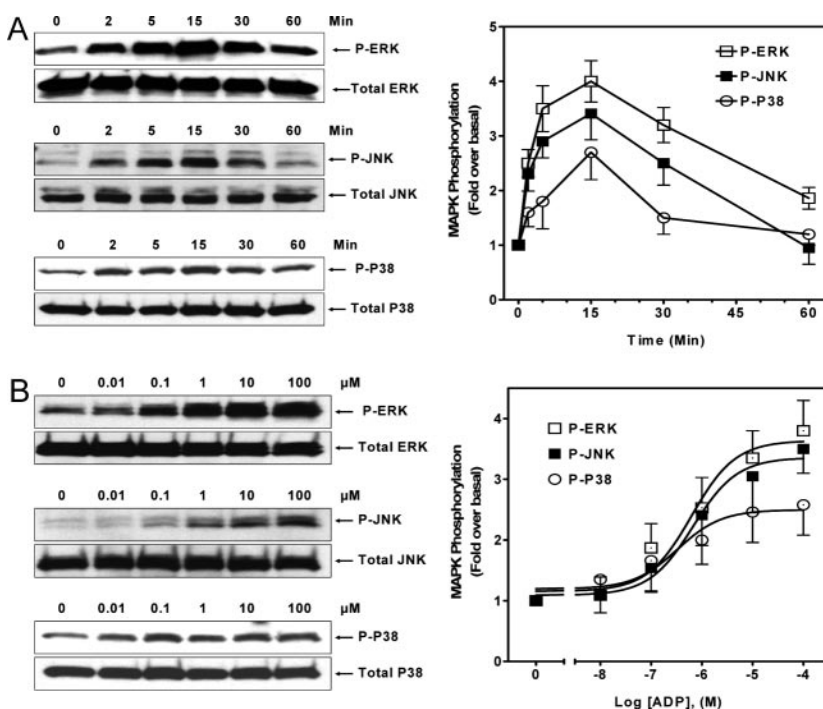 A
0 2 5 15 30 60 Min
P-ERK
Total ERK
0 2 5 15 30 60 Min
P-JNK
Total JNK
0 2 5 15 30 60 Min
P-P38
Total P38
MAPK Phosphorylation
(Fold over basal)
5
4
3
2
1
0
P-ERK
P-JNK
P-P38
0 15 30 45 60
Time (Min)
B
0 0.01 0.1 1 10 100 µM
P-ERK
Total ERK
0 0.01 0.1 1 10 100 µM
P-JNK
Total JNK
0 0.01 0.1 1 10 100 µM
P-P38
Total P38
MAPK Phosphorylation
(Fold over basal)
4
3
2
1
P-ERK
P-JNK
P-P38
0 -8 -7 -6 -5 -4
Log [ADP], (M)